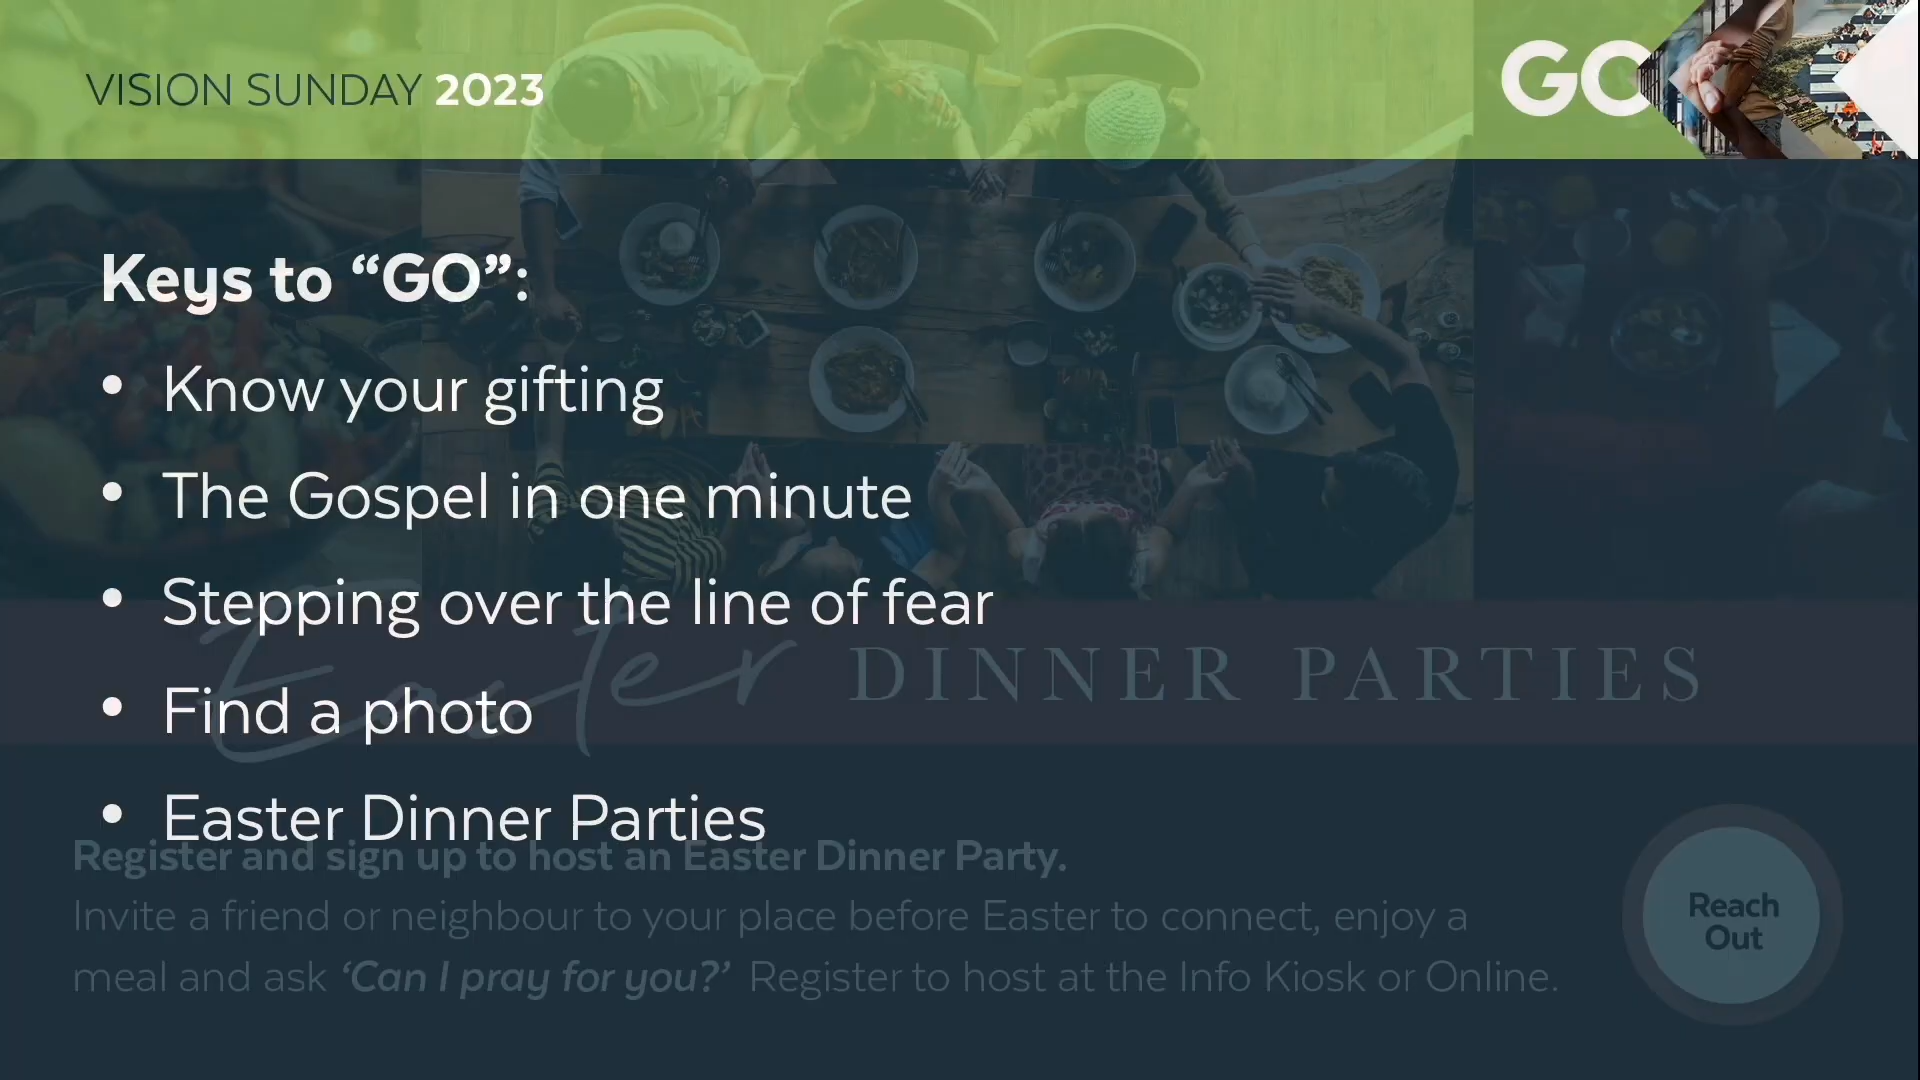 VISION SUNDAY 2023
GO
Keys to “GO”:
• Know your gifting
• The Gospel in one minute
• Stepping over the line of fear
• Find a photo
• Easter Dinner Parties
Easter DINNER PARTIES
Register and sign up to host an Easter Dinner Party.
Invite a friend or neighbour to your place before Easter to connect, enjoy a
meal and ask ‘Can I pray for you?’ Register to host at the Info Kiosk or Online.
Reach
Out